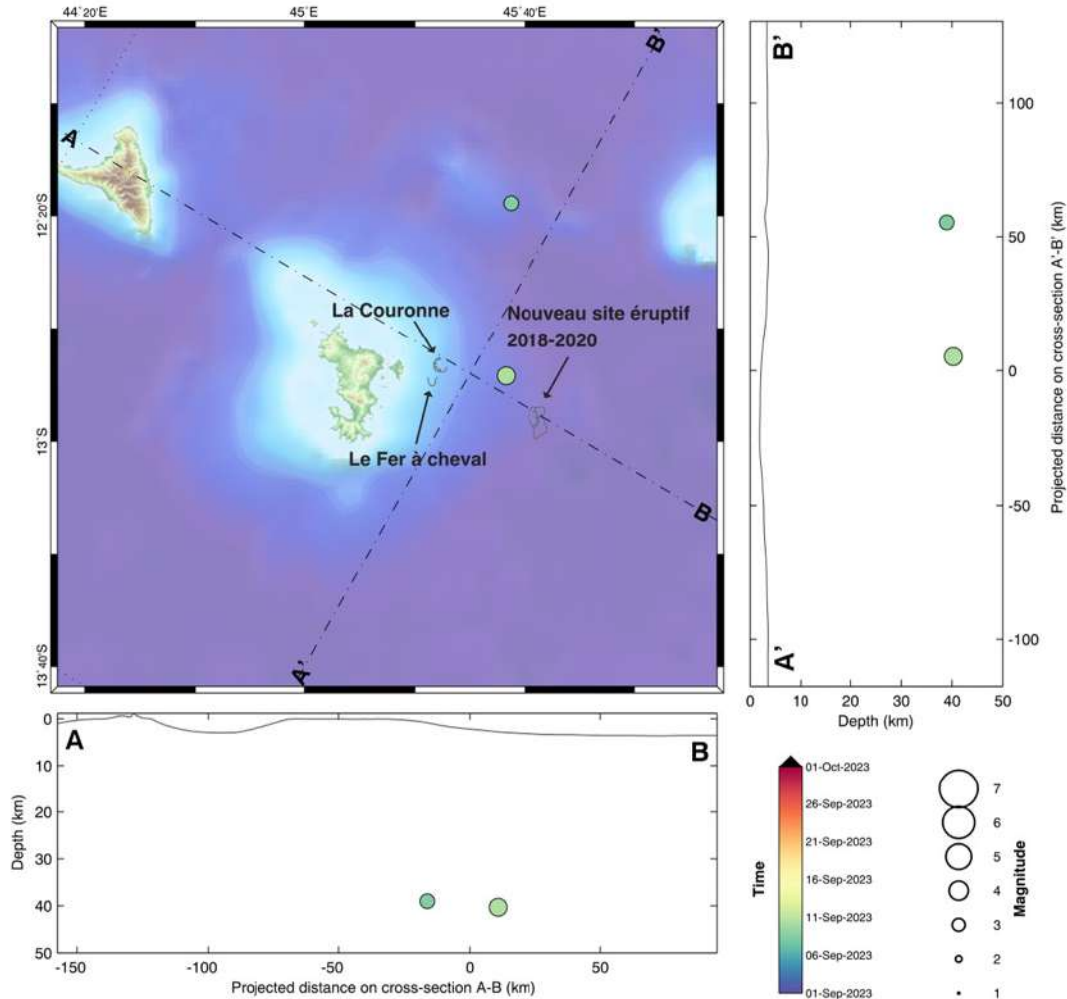 44°20'E
45°E
45°40'E
12°20'S
13°S
13°40'S
A
B'
La Couronne
Nouveau site éruptif
2018-2020
Le Fer à cheval
B
A'
B'
100
50
0
-50
-100
Projected distance on cross-section A'-B' (km)
A'
0
10
20
30
40
50
Depth (km)
A
B
0
10
20
30
40
50
Depth (km)
-150
-100
-50
0
50
Projected distance on cross-section A-B (km)
Time
01-Oct-2023
26-Sep-2023
21-Sep-2023
16-Sep-2023
11-Sep-2023
06-Sep-2023
01-Sep-2023
7
6
5
4
3
2
1
Magnitude